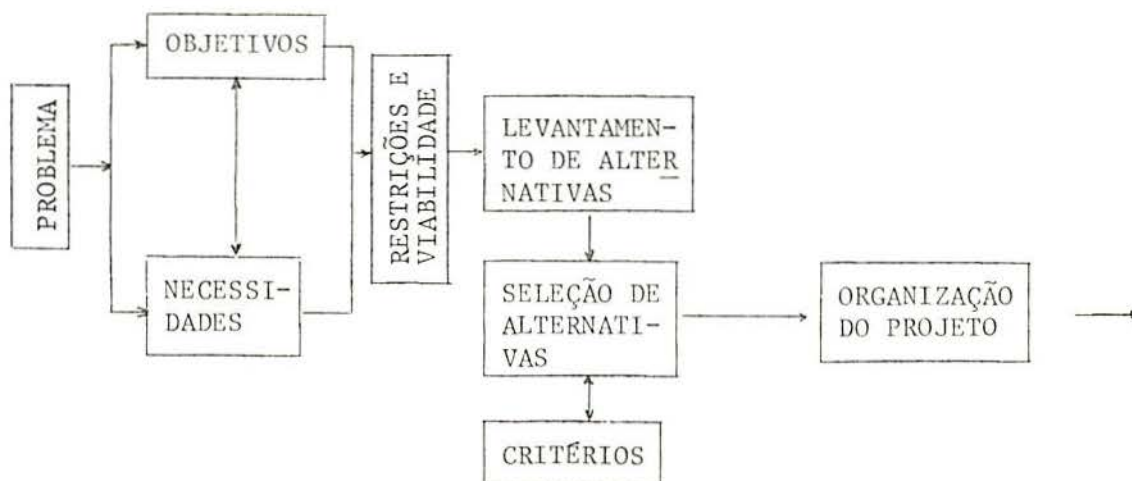 PROBLEMA
OBJETIVOS
NECESSI-
DADES
RESTRIÇÕES E
VIABILIDADE
LEVANTAMEN-
TO DE ALTER
NATIVAS
SELEÇÃO DE
ALTERNATI-
VAS
CRITÉRIOS
ORGANIZAÇÃO
DO PROJETO